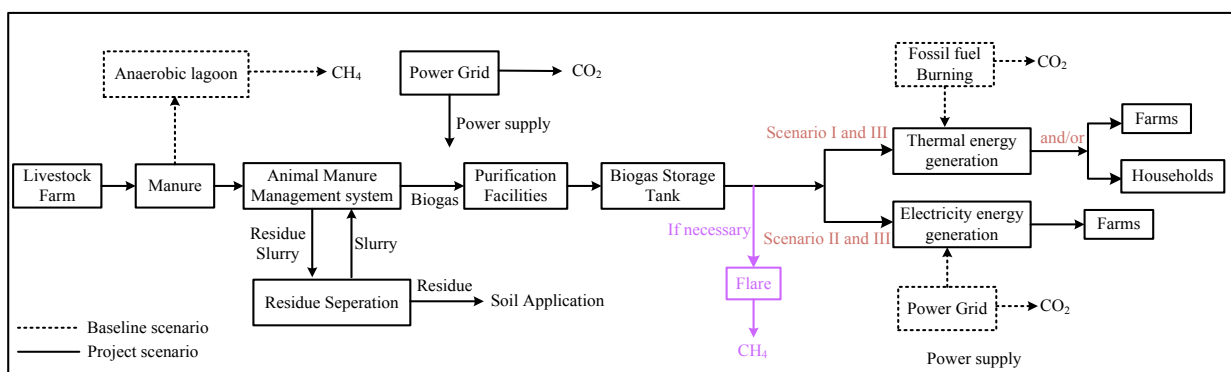 Anaerobic lagoon
CH₄
Power Grid
CO₂
Power supply
Fossil fuel
Burning
CO₂
Livestock
Farm
Manure
Animal Manure
Management system
Biogas
Purification
Facilities
Biogas Storage
Tank
Scenario I and III
Thermal energy
generation
and/or
Farms
Households
Residue
Slurry
Slurry
If necessary
Scenario II and III
Electricity energy
generation
Farms
Residue Seperation
Residue
Soil Application
Flare
CH₄
Power Grid
CO₂
Power supply
Baseline scenario
Project scenario